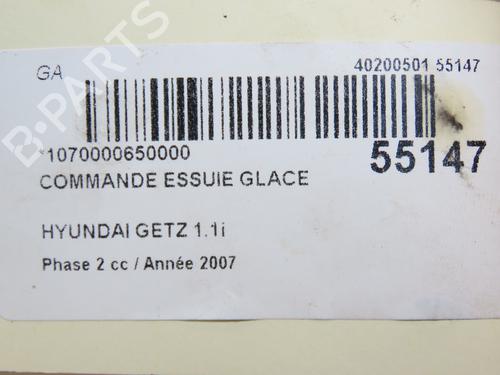 GA
40200501 55147
*1070000650000
55147
COMMANDE ESSUIE GLACE
HYUNDAI GETZ 1.1i
Phase 2 cc / Année 2007
B-PARTS